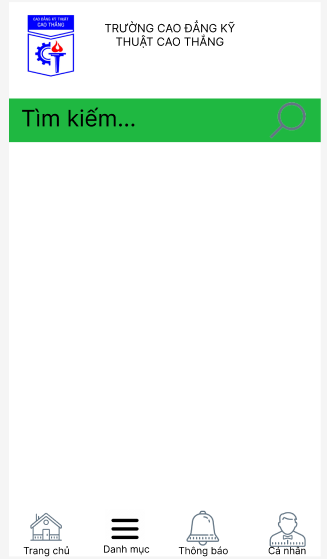 CAO ĐẲNG KỸ THUẬT
CAO THẮNG
TRƯỜNG CAO ĐẲNG KỸ
THUẬT CAO THẮNG
Tìm kiếm...
Trang chủ
Danh mục
Thông báo
Cá nhân